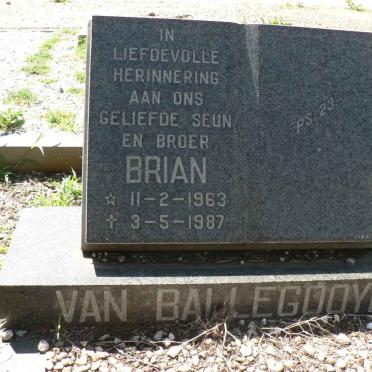 IN
LIEFDEVOLLE
HERINNERING
AAN ONS
GELIEFDE SEUN
EN BROER
BRIAN
☆ 11-2-1963
✝ 3-5-1987
PS. 23.
VAN BALLEGOOY